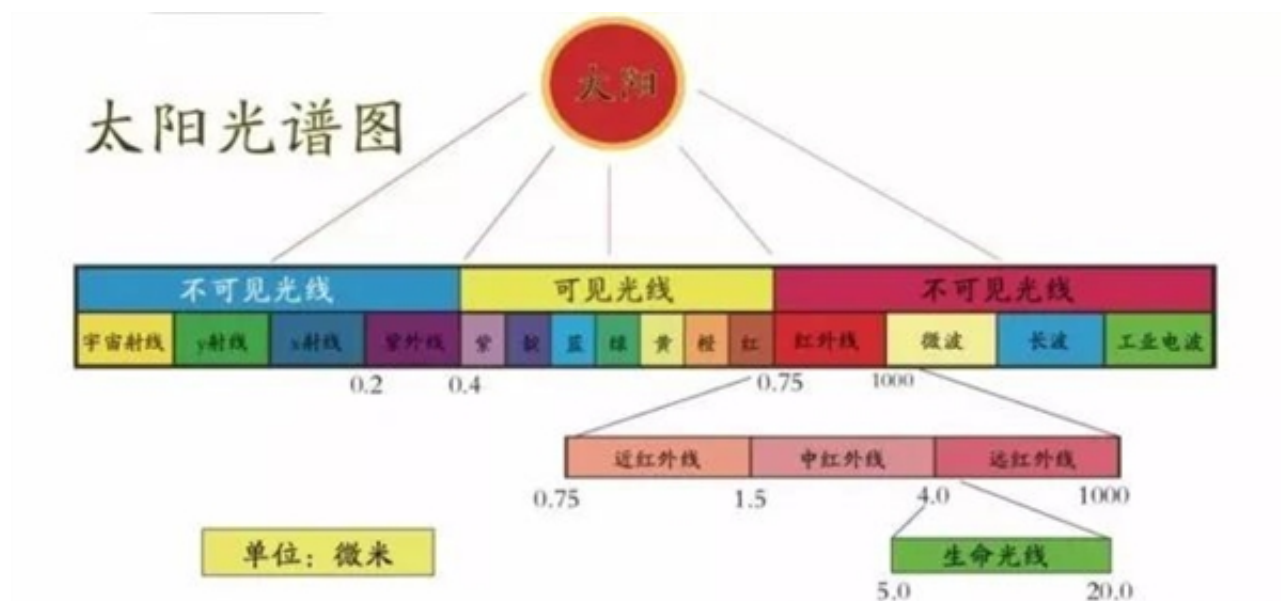 太阳
太阳光谱图
不可见光线 可见光线 不可见光线
宇宙射线 y射线 x射线 紫外线 紫 靛 蓝 绿 黄 橙 红 红外线 微波 长波 工业电波
0.2 0.4 0.75 1000
近红外线 中红外线 远红外线
0.75 1.5 4.0 1000
单位：微米 生命光线
5.0 20.0